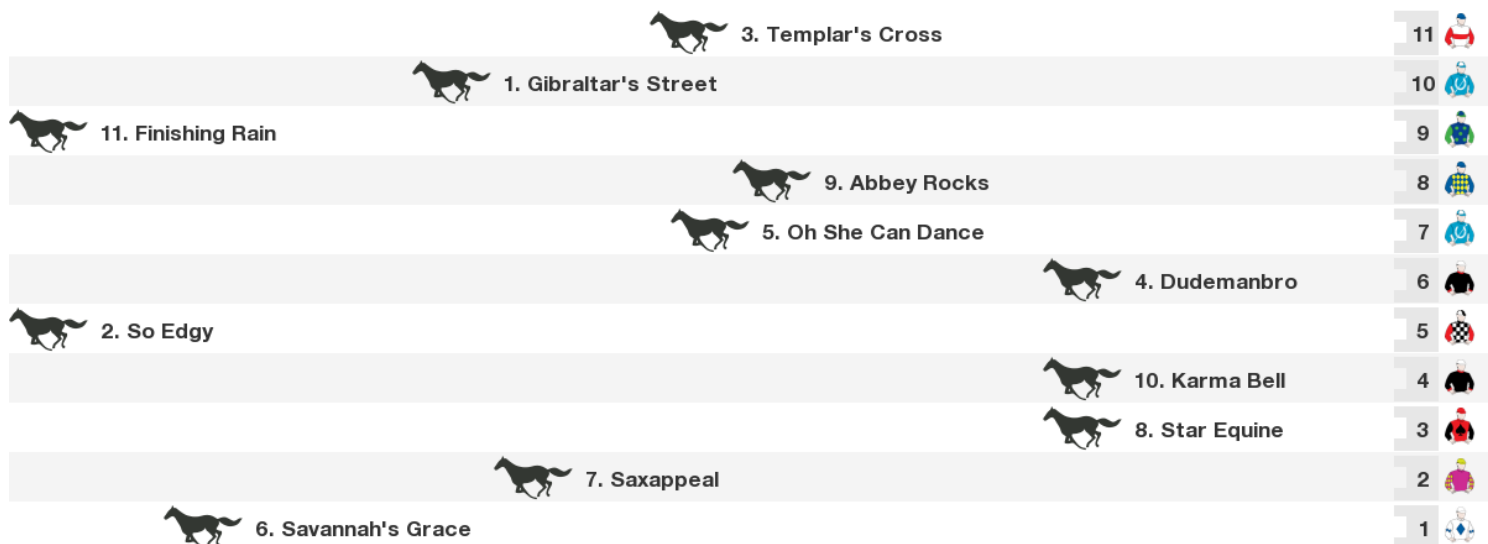 3. Templar's Cross 11
1. Gibraltar's Street 10
11. Finishing Rain 9
9. Abbey Rocks 8
5. Oh She Can Dance 7
4. Dudemanbro 6
2. So Edgy 5
10. Karma Bell 4
8. Star Equine 3
7. Saxappeal 2
6. Savannah's Grace 1